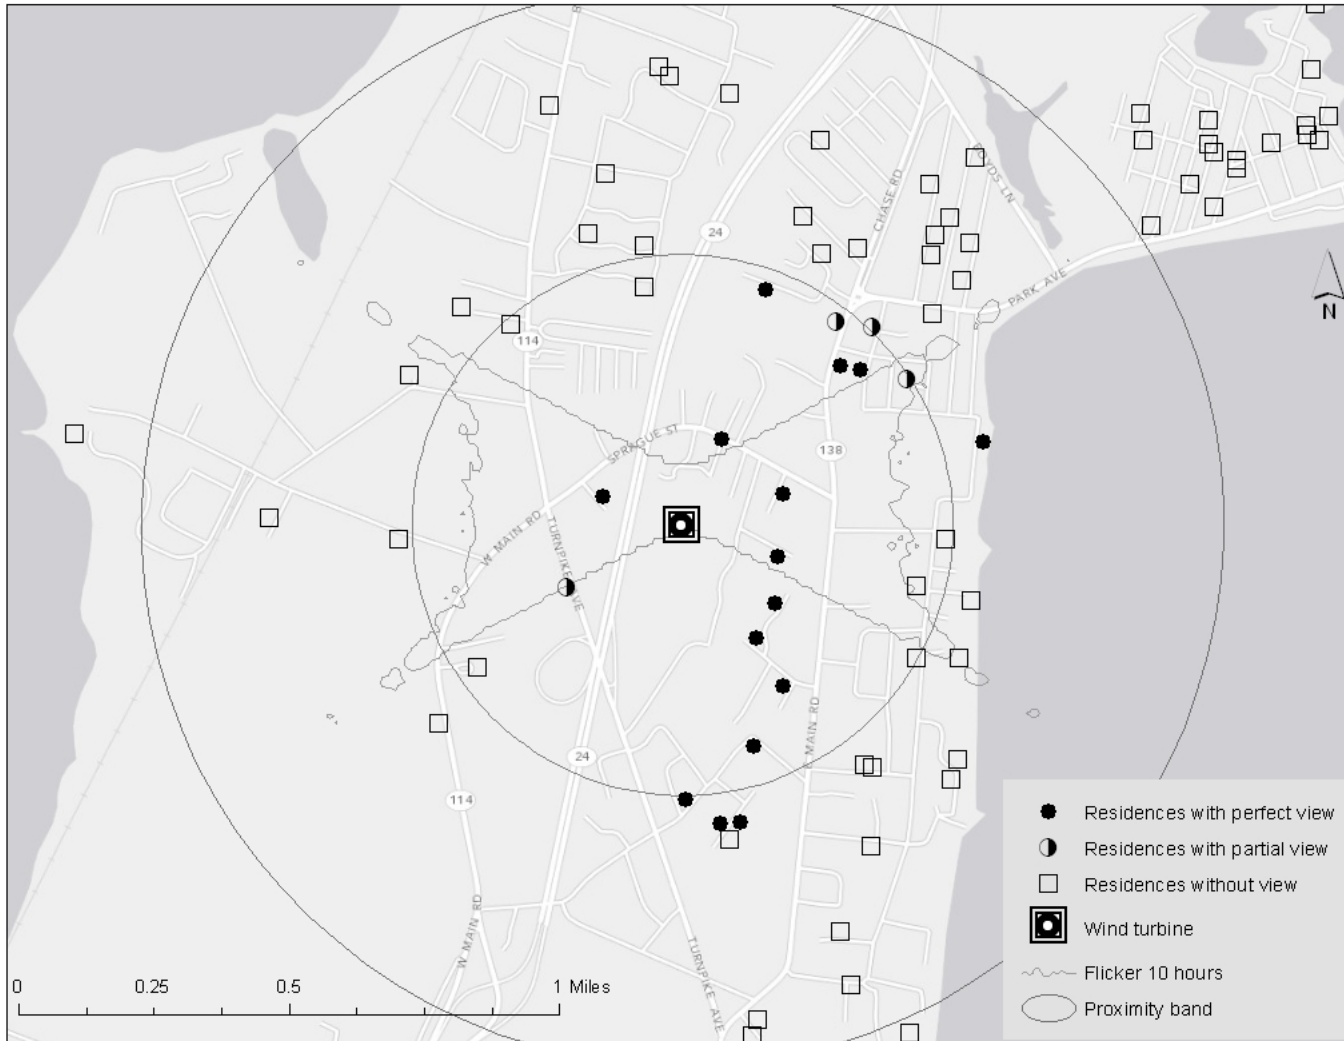 24
CHASE RD
BOYDS LN
PARK AVE
N
114
SPRAGUE ST
138
W MAIN RD
TURNPIKE AVE
E MAIN RD
24
114
W MAIN RD
TURNPIKE AVE
0 0.25 0.5 1 Miles
Residences with perfect view
Residences with partial view
Residences without view
Wind turbine
Flicker 10 hours
Proximity band